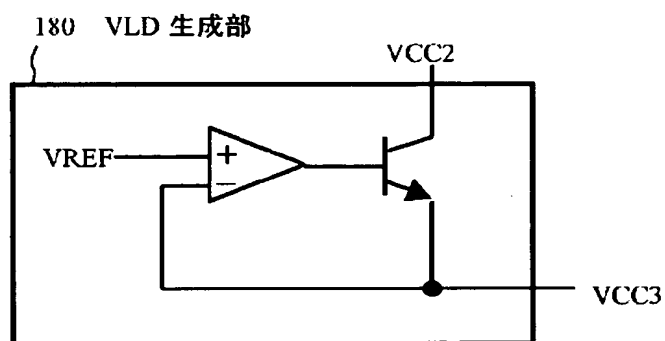 180 VLD 生成部
VCC2
VREF
+
−
VCC3